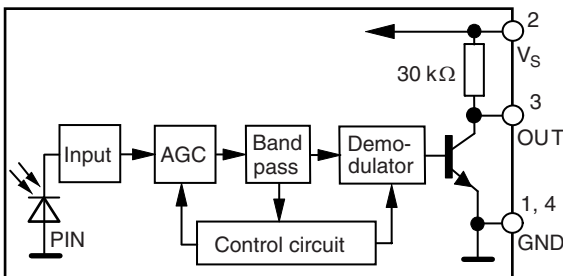 2
V_S
30 kΩ
3
OUT
Input
AGC
Band
pass
Demo-
dulator
1, 4
GND
PIN
Control circuit